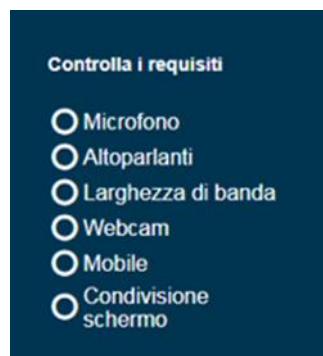 Controlla i requisiti
Microfono
Altoparlanti
Larghezza di banda
Webcam
Mobile
Condivisione
schermo